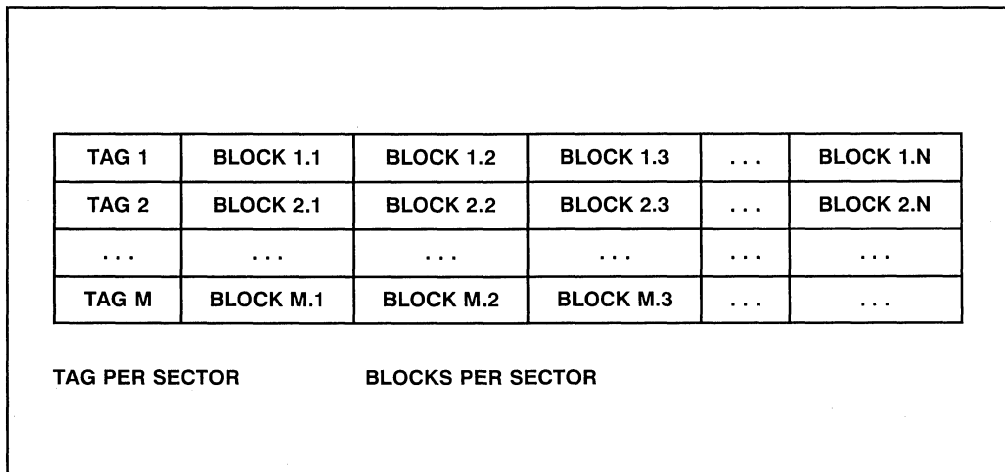 TAG 1 BLOCK 1.1 BLOCK 1.2 BLOCK 1.3 . . . BLOCK 1.N
TAG 2 BLOCK 2.1 BLOCK 2.2 BLOCK 2.3 . . . BLOCK 2.N
. . . . . . . . . . . . . . . . . .
TAG M BLOCK M.1 BLOCK M.2 BLOCK M.3 . . . . . .
TAG PER SECTOR BLOCKS PER SECTOR